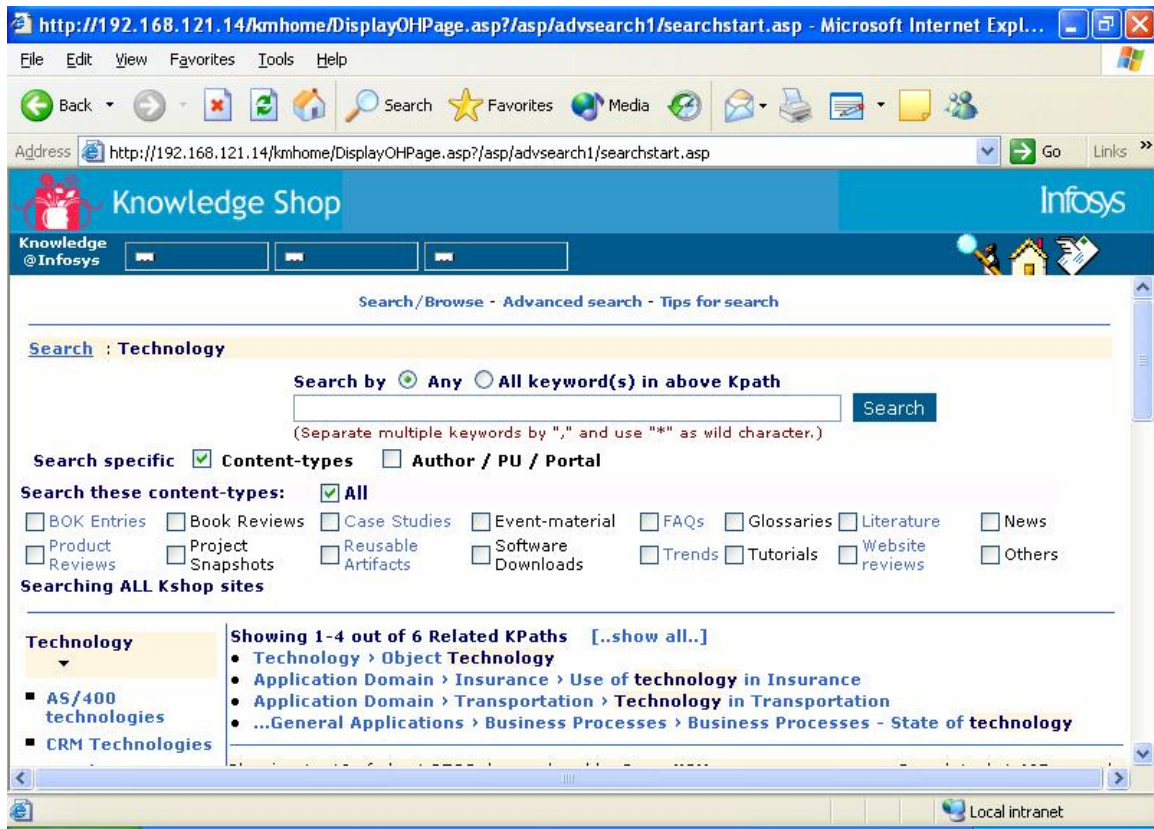 http://192.168.121.14/kmhome/DisplayOHPage.asp?/asp/advsearch1/searchstart.asp - Microsoft Internet Expl...
File Edit View Favorites Tools Help
Back Search Favorites Media
Address http://192.168.121.14/kmhome/DisplayOHPage.asp?/asp/advsearch1/searchstart.asp Go Links »
Knowledge Shop Infosys
Knowledge
@Infosys ... ... ...
Search/Browse - Advanced search - Tips for search
Search : Technology
Search by Any All keyword(s) in above Kpath
Search
(Separate multiple keywords by "," and use "*" as wild character.)
Search specific Content-types Author / PU / Portal
Search these content-types: All
BOK Entries Book Reviews Case Studies Event-material FAQs Glossaries Literature News
Product Reviews Project Snapshots Reusable Artifacts Software Downloads Trends Tutorials Website reviews Others
Searching ALL Kshop sites
Technology
AS/400
technologies
CRM Technologies
Showing 1-4 out of 6 Related KPaths [..show all..]
• Technology › Object Technology
• Application Domain › Insurance › Use of technology in Insurance
• Application Domain › Transportation › Technology in Transportation
• ...General Applications › Business Processes › Business Processes - State of technology
Local intranet